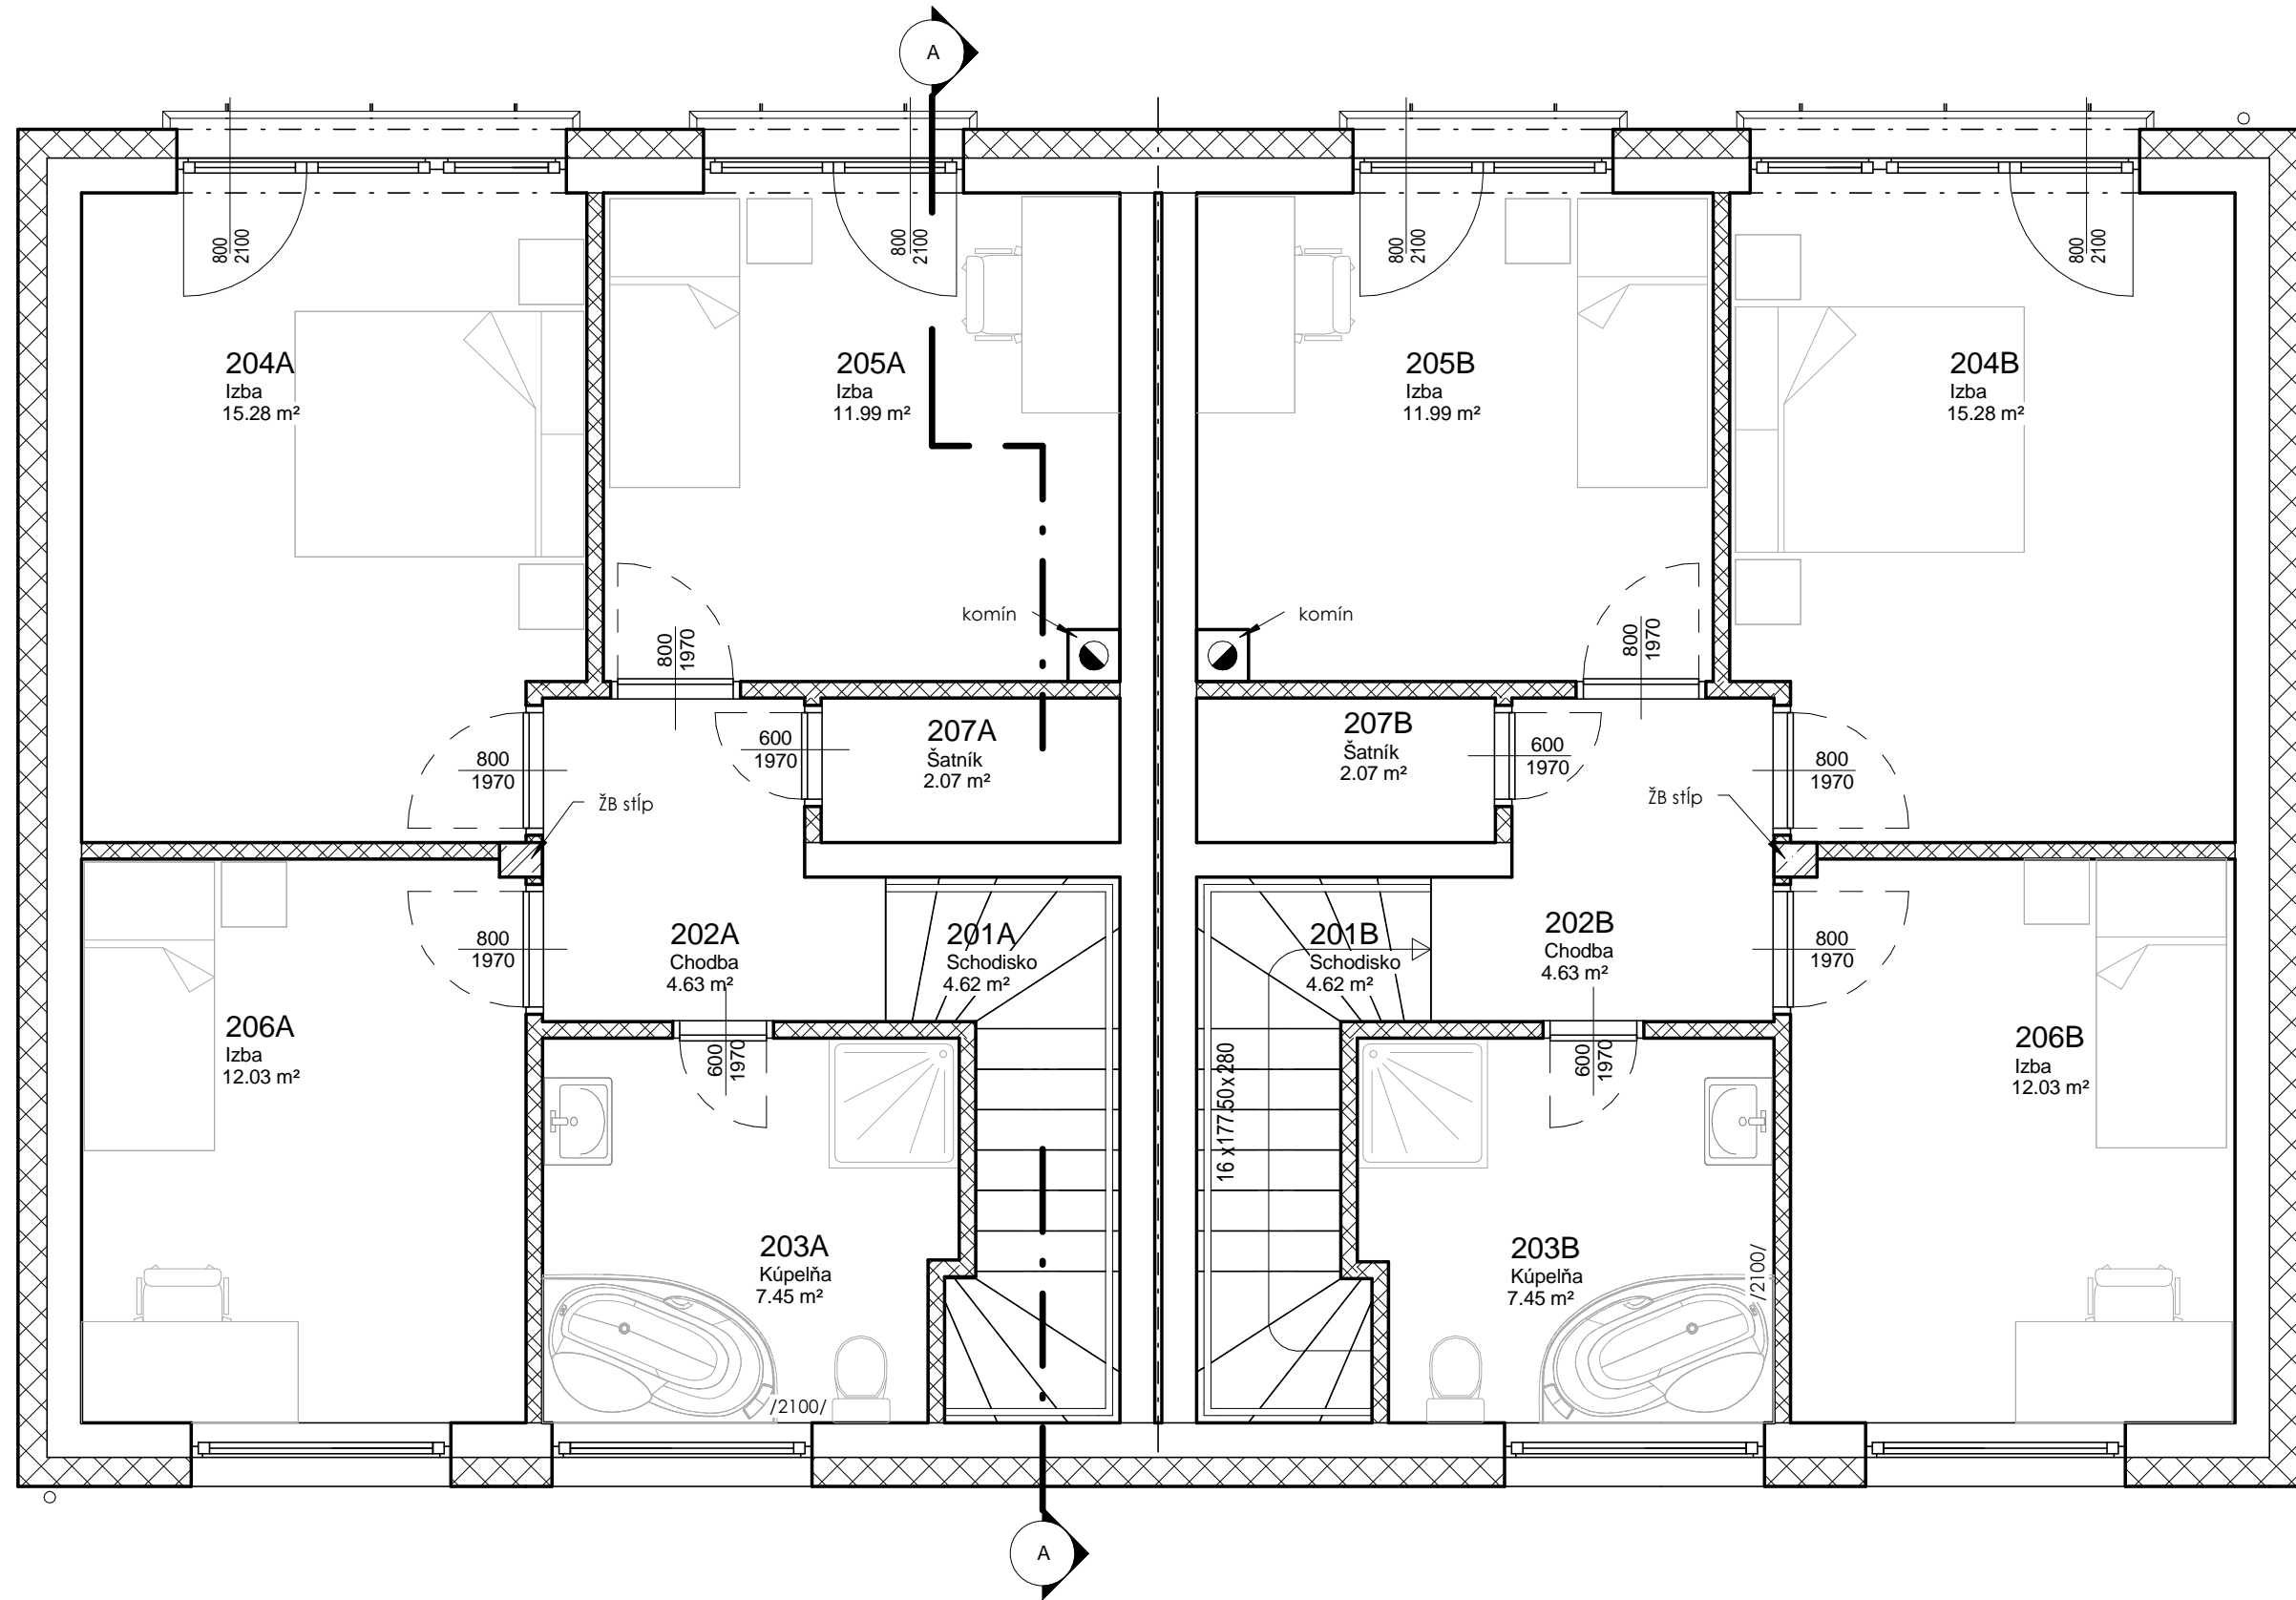 A
800
2100
800
2100
800
2100
800
2100
204A
Izba
15.28 m²
205A
Izba
11.99 m²
205B
Izba
11.99 m²
204B
Izba
15.28 m²
komín
komín
800
1970
800
1970
800
1970
600
1970
207A
Šatník
2.07 m²
207B
Šatník
2.07 m²
600
1970
800
1970
ŽB stĺp
ŽB stĺp
800
1970
202A
Chodba
4.63 m²
201A
Schodisko
4.62 m²
201B
Schodisko
4.62 m²
202B
Chodba
4.63 m²
800
1970
206A
Izba
12.03 m²
600
1970
16 x177.50x280
600
1970
206B
Izba
12.03 m²
203A
Kúpelňa
7.45 m²
203B
Kúpelňa
7.45 m²
/2100/
/2100/
A